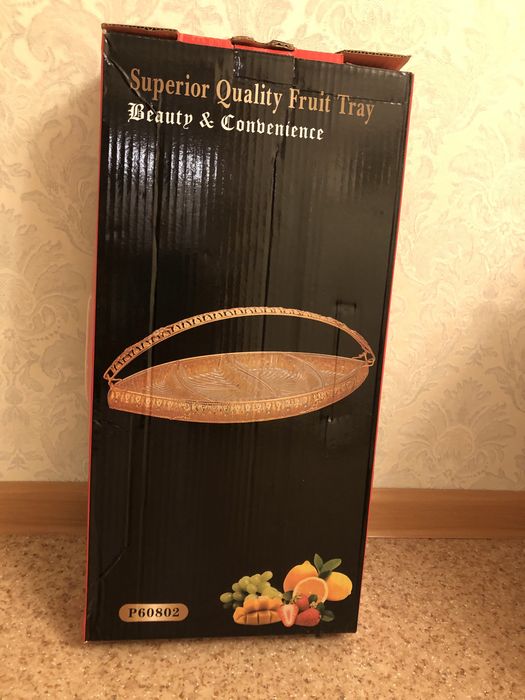 Superior Quality Fruit Tray
Beauty & Convenience
P60802